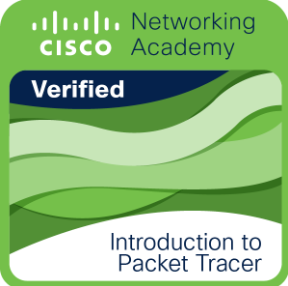 Networking
CISCO Academy
Verified
Introduction to
Packet Tracer